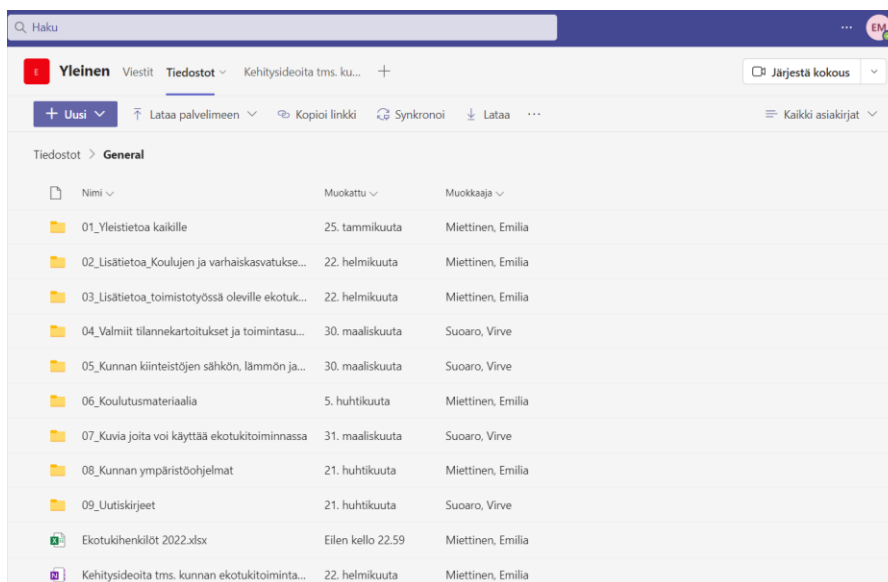 Haku
EM
E Yleinen Viestit Tiedostot Kehitysideoita tms. ku... Järjestä kokous
Uusi Lataa palvelimeen Kopioi linkki Synkronoi Lataa ... Kaikki asiakirjat
Tiedostot > General
Nimi Muokattu Muokkaaja
01_Yleistietoa kaikille 25. tammikuuta Miettinen, Emilia
02_Lisätietoa_Koulujen ja varhaiskasvatukse... 22. helmikuuta Miettinen, Emilia
03_Lisätietoa_toimistotyössä oleville ekotuk... 22. helmikuuta Miettinen, Emilia
04_Valmiit tilannekartoitukset ja toimintasu... 30. maaliskuuta Suoaro, Virve
05_Kunnan kiinteistöjen sähkön, lämmön ja... 30. maaliskuuta Suoaro, Virve
06_Koulutusmateriaalia 5. huhtikuuta Miettinen, Emilia
07_Kuvia joita voi käyttää ekotukitoiminnassa 31. maaliskuuta Suoaro, Virve
08_Kunnan ympäristöohjelmat 21. huhtikuuta Miettinen, Emilia
09_Uutiskirjeet 21. huhtikuuta Suoaro, Virve
Ekotukihenkilöt 2022.xlsx Eilen kello 22.59 Miettinen, Emilia
Kehitysideoita tms. kunnan ekotukitoiminta... 22. helmikuuta Miettinen, Emilia